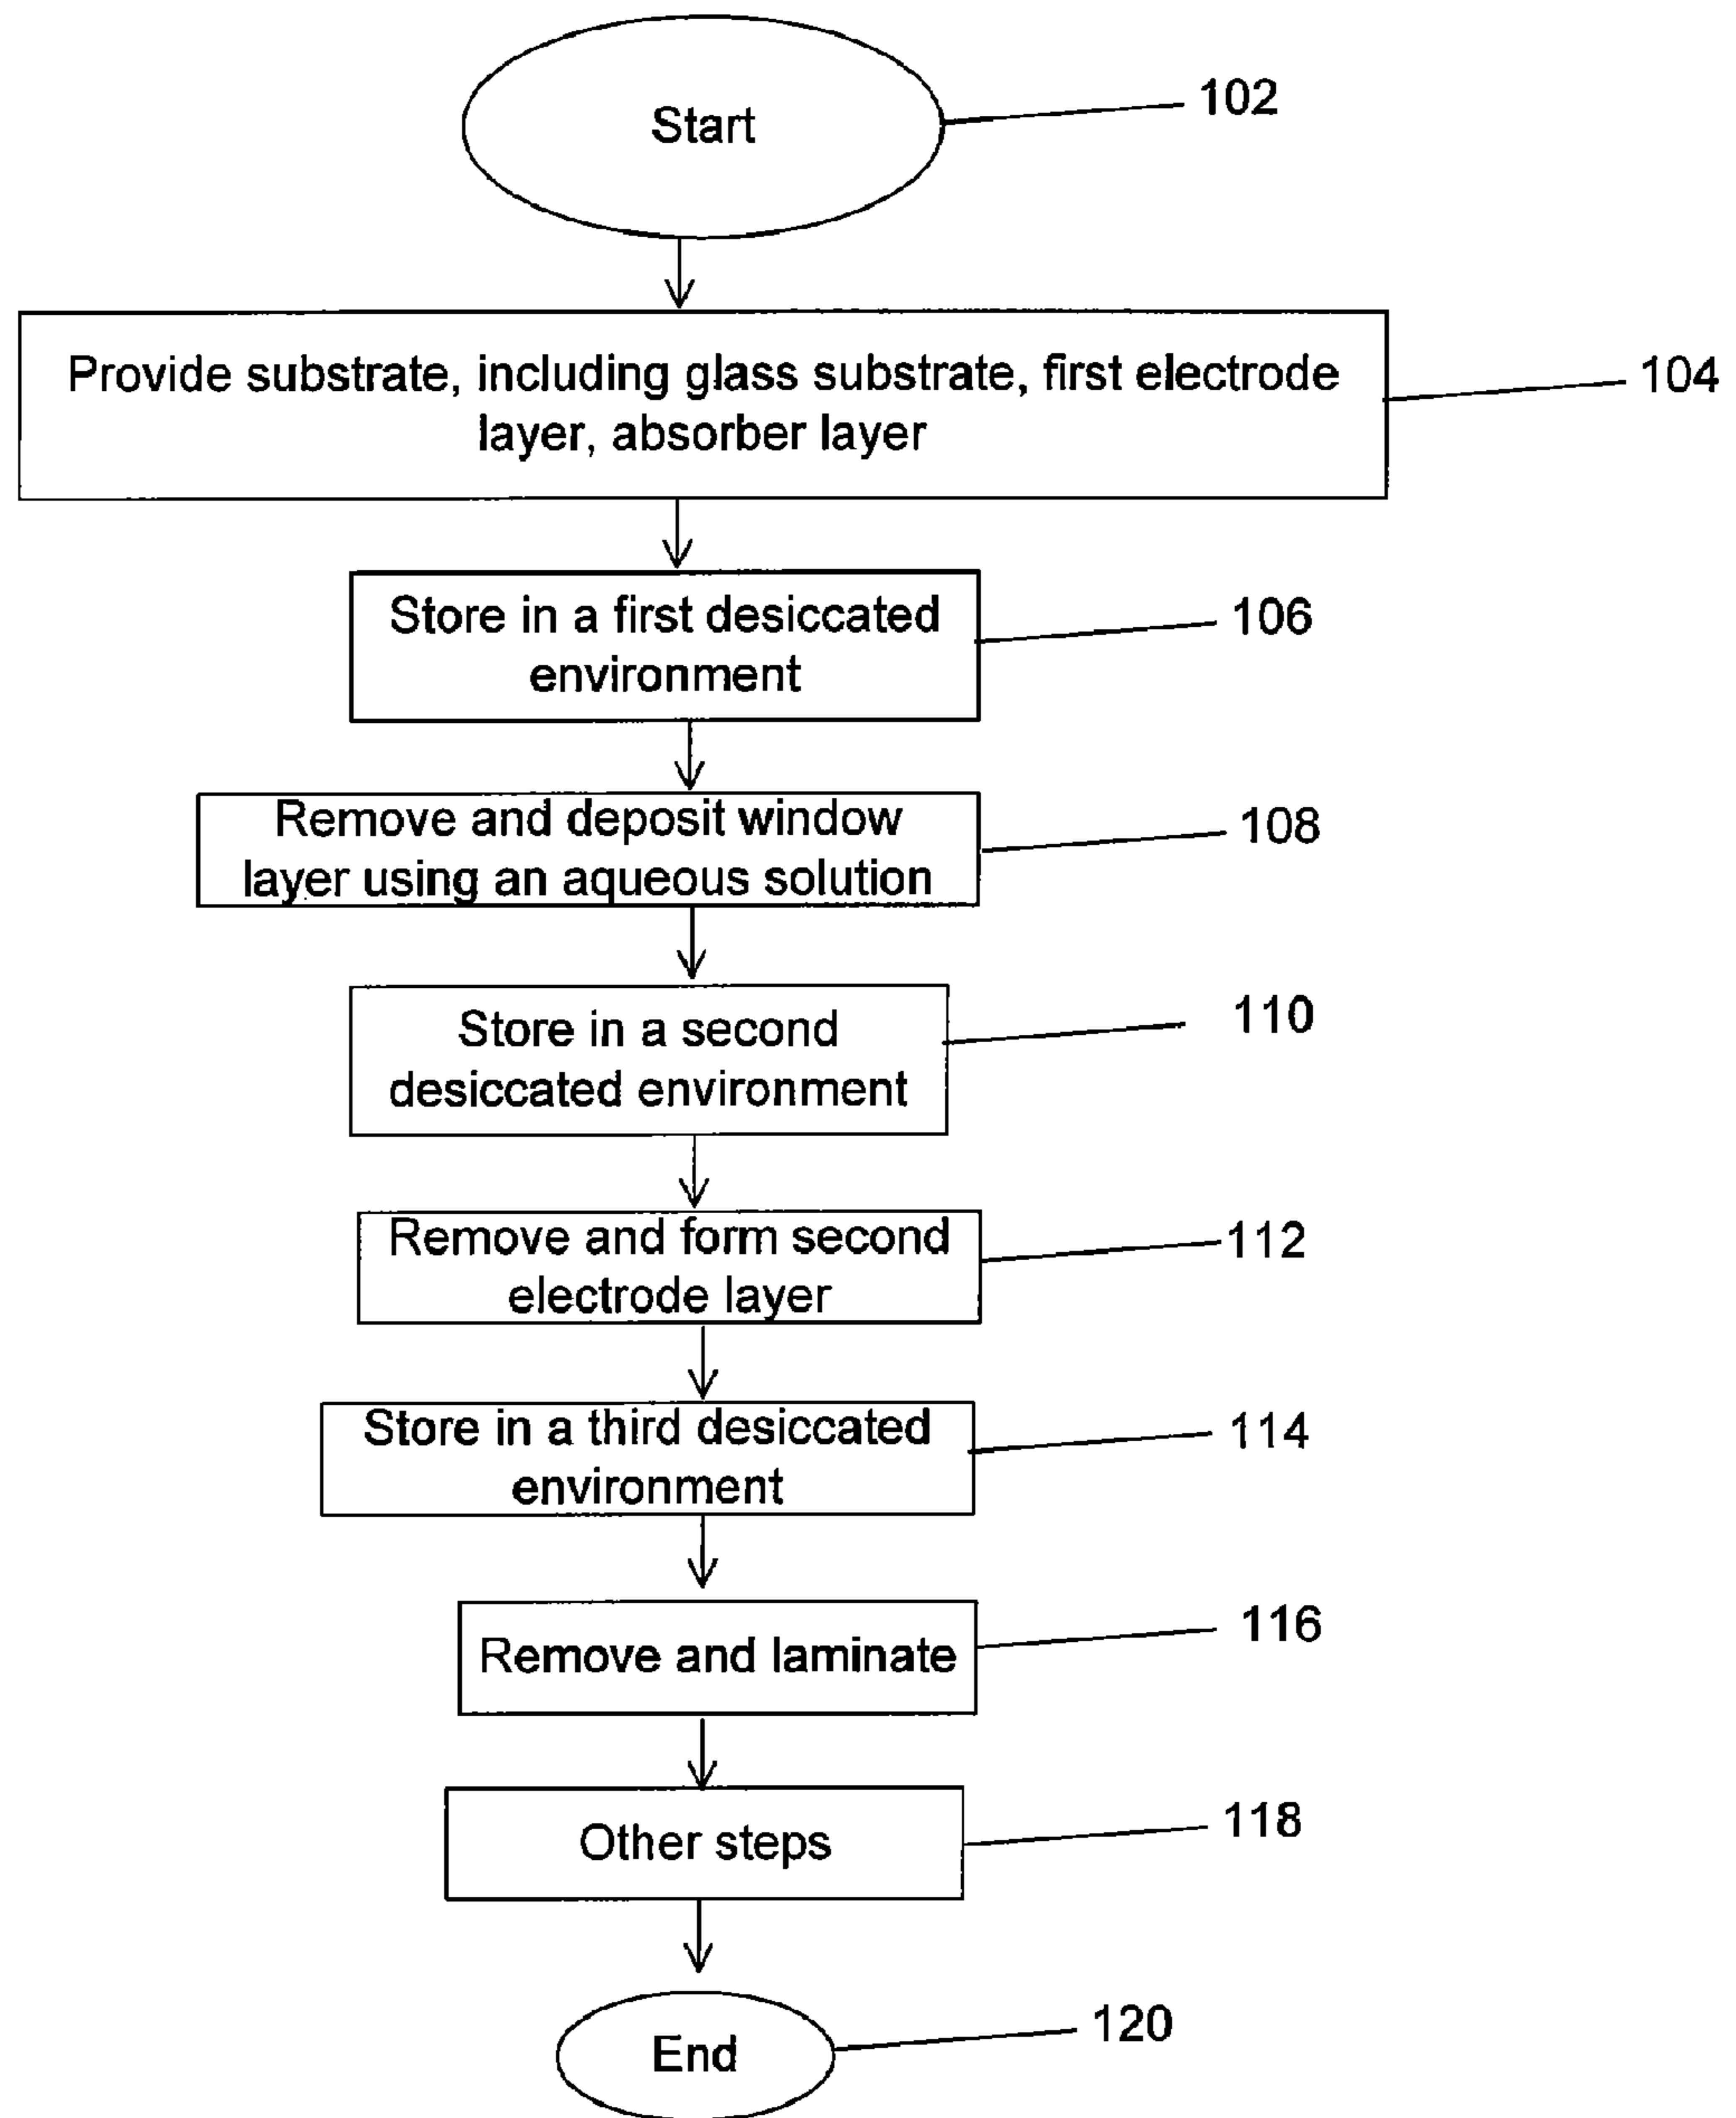 Start
102
Provide substrate, including glass substrate, first electrode
layer, absorber layer
104
Store in a first desiccated
environment
106
Remove and deposit window
layer using an aqueous solution
108
Store in a second
desiccated environment
110
Remove and form second
electrode layer
112
Store in a third desiccated
environment
114
Remove and laminate
116
Other steps
118
End
120